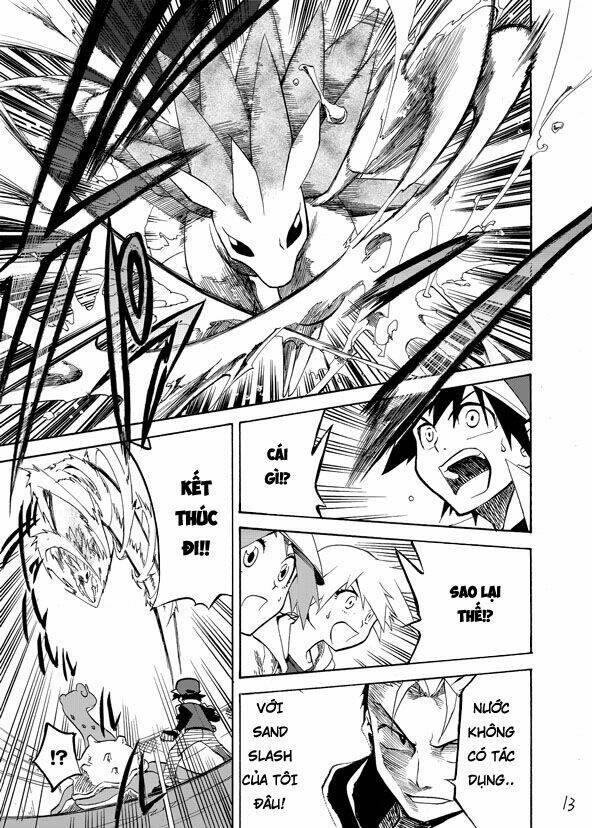 CÁI
GÌ!?
SAO LẠI
THẾ!?
NƯỚC
KHÔNG
CÓ TÁC
DỤNG..
VỚI
SAND
SLASH
CỦA TÔI
ĐÂU!
KẾT
THÚC
ĐI!!
!?
13